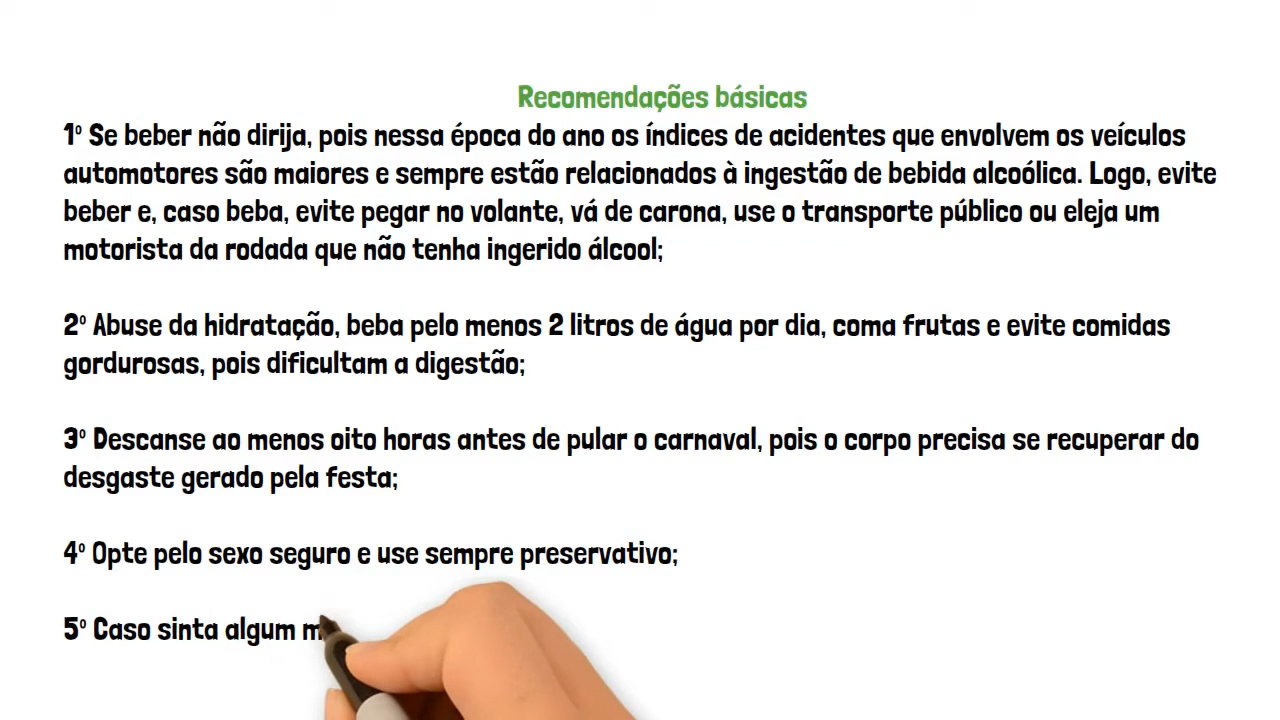 Recomendações básicas
1º Se beber não dirija, pois nessa época do ano os índices de acidentes que envolvem os veículos
automotores são maiores e sempre estão relacionados à ingestão de bebida alcoólica. Logo, evite
beber e, caso beba, evite pegar no volante, vá de carona, use o transporte público ou eleja um
motorista da rodada que não tenha ingerido álcool;
2º Abuse da hidratação, beba pelo menos 2 litros de água por dia, coma frutas e evite comidas
gordurosas, pois dificultam a digestão;
3º Descanse ao menos oito horas antes de pular o carnaval, pois o corpo precisa se recuperar do
desgaste gerado pela festa;
4º Opte pelo sexo seguro e use sempre preservativo;
5º Caso sinta algum m